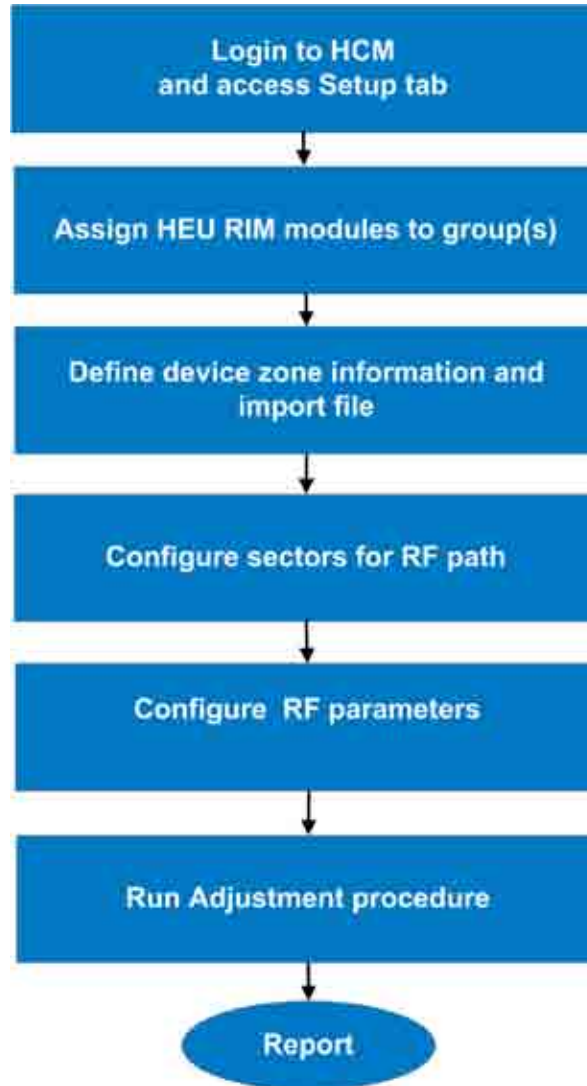 Login to HCM
and access Setup tab
Assign HEU RIM modules to group(s)
Define device zone information and
import file
Configure sectors for RF path
Configure RF parameters
Run Adjustment procedure
Report